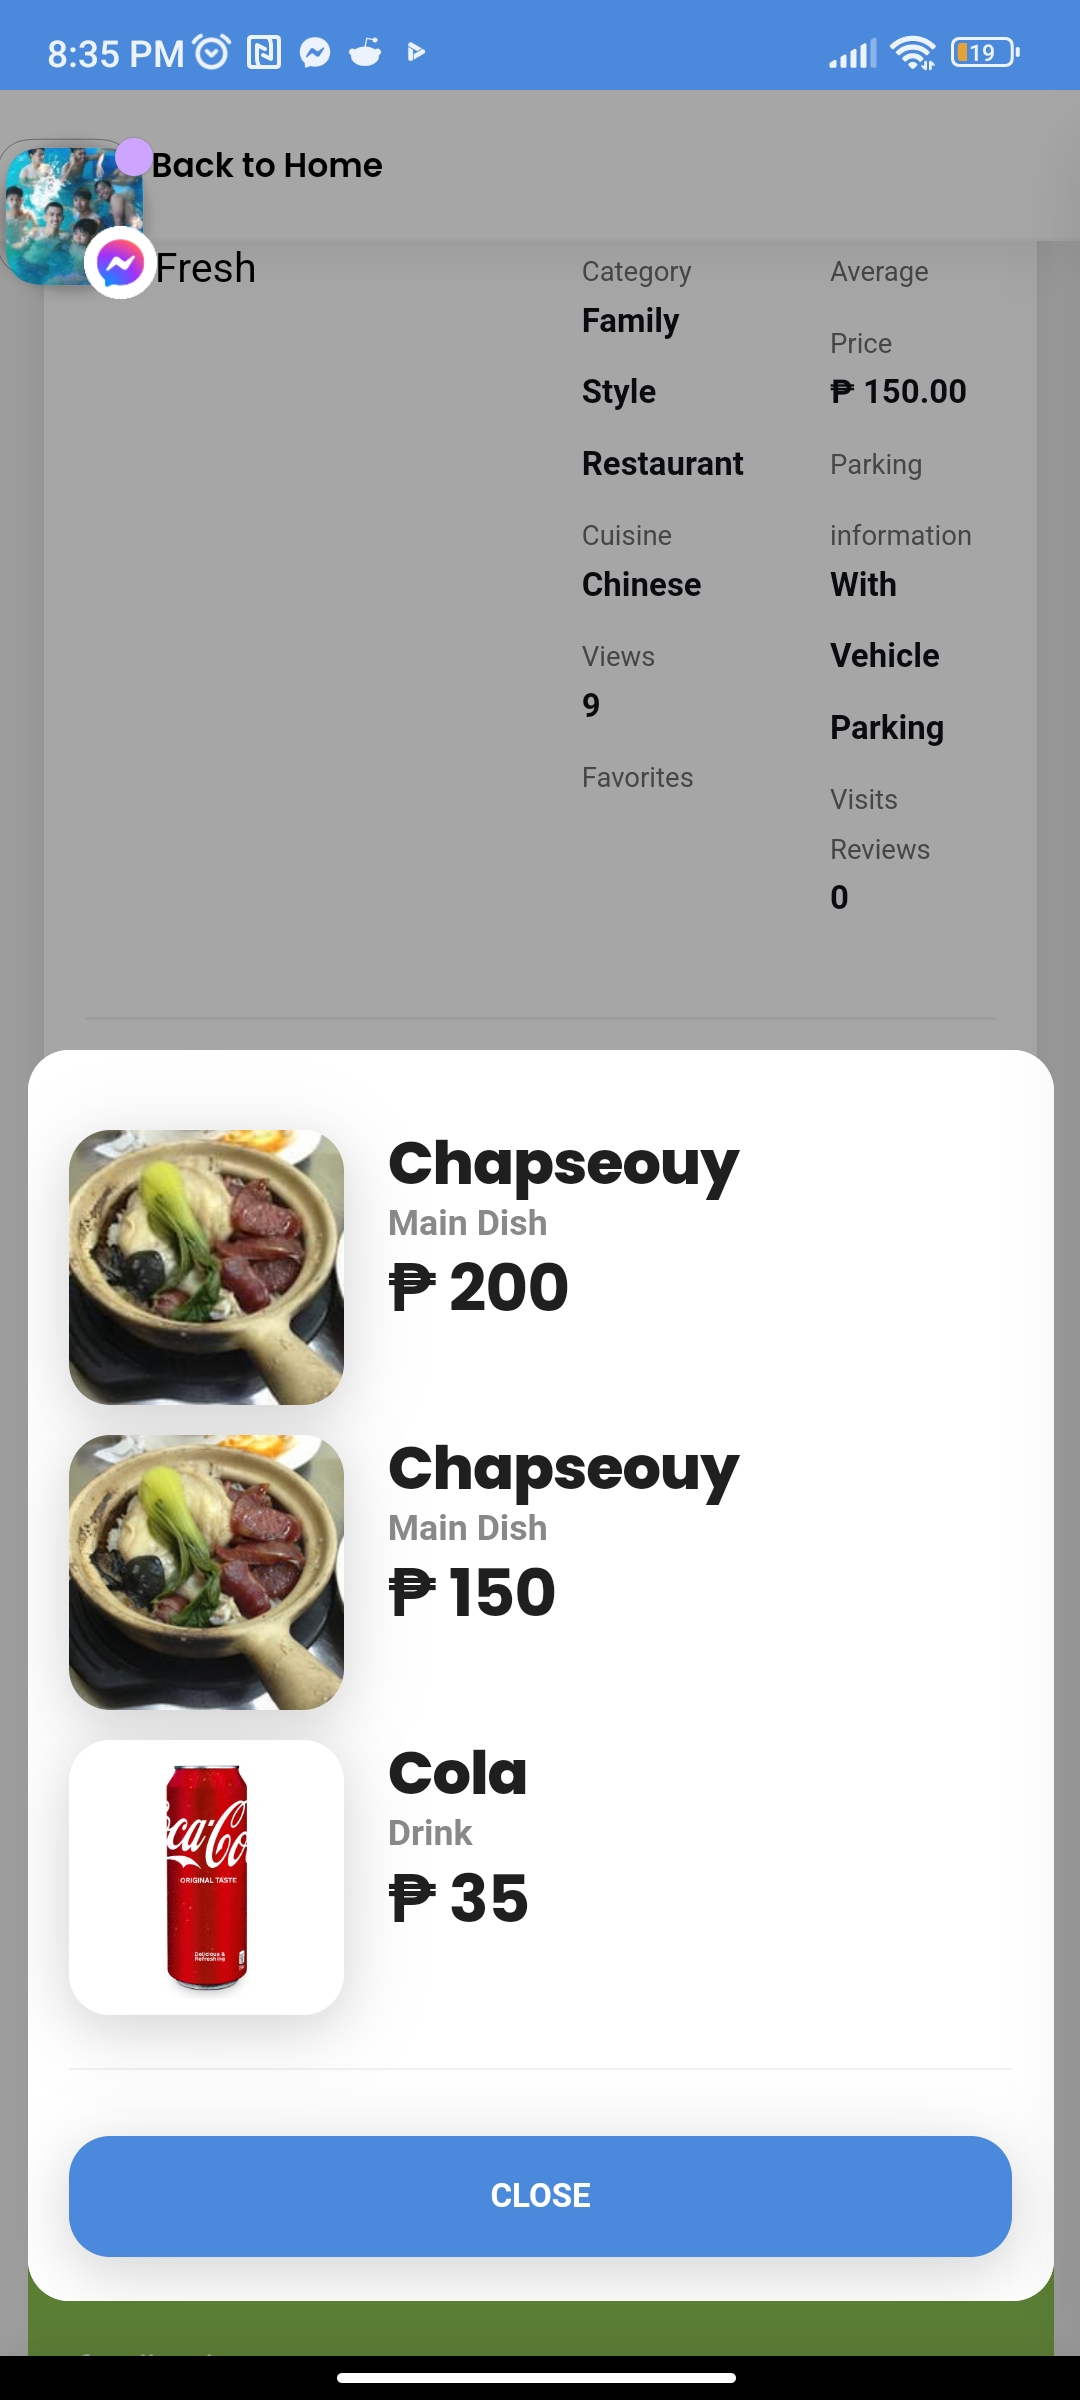 8:35 PM
19
Back to Home
Fresh
Category
Family
Style
Restaurant
Cuisine
Chinese
Views
9
Favorites
Average
Price
₱ 150.00
Parking
information
With
Vehicle
Parking
Visits
Reviews
0
Chapseouy
Main Dish
₱ 200
Chapseouy
Main Dish
₱ 150
Cola
Drink
₱ 35
ORIGINAL TASTE
Delicious &
Refreshing
CLOSE